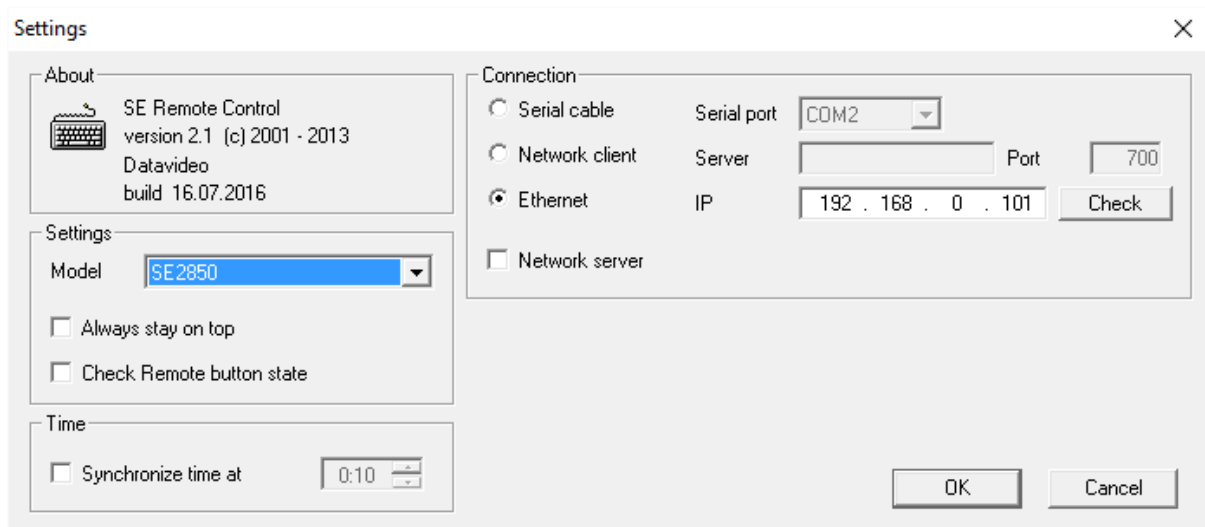 Settings
About
SE Remote Control
version 2.1 (c) 2001 - 2013
Datavideo
build 16.07.2016
Settings
Model SE2850
Always stay on top
Check Remote button state
Time
Synchronize time at 0:10
Connection
Serial cable Serial port COM2
Network client Server Port 700
Ethernet IP 192 . 168 . 0 . 101 Check
Network server
OK Cancel